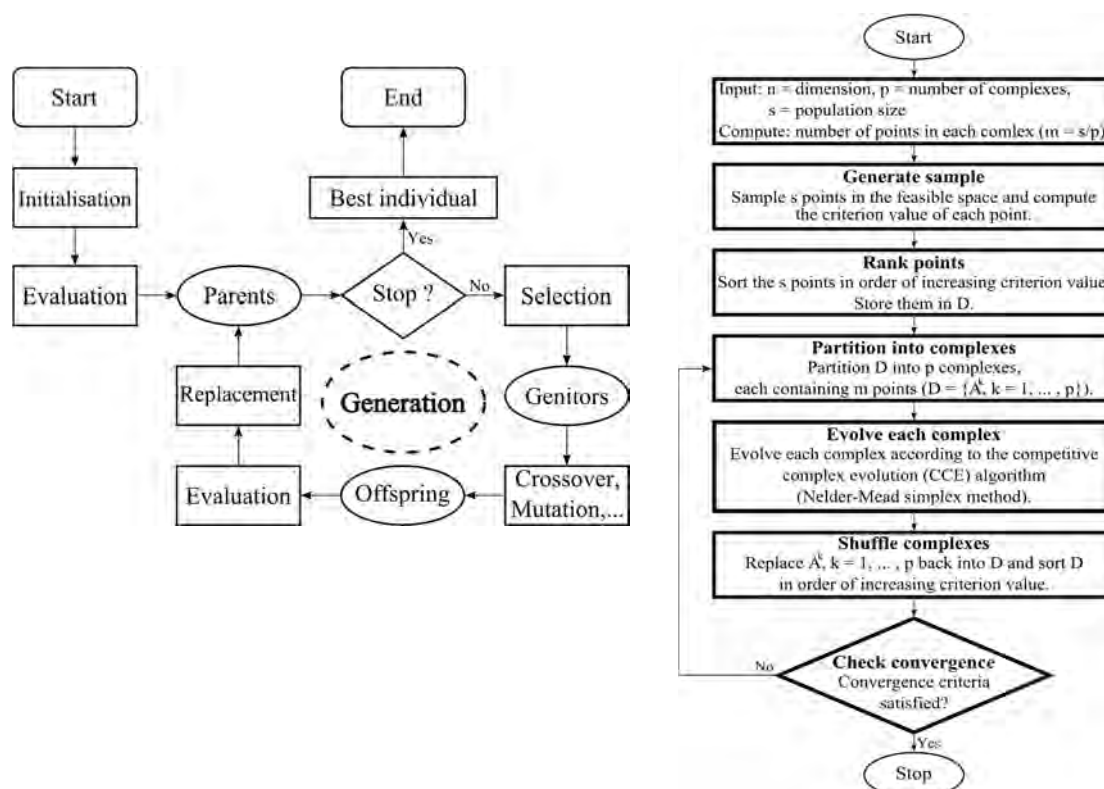 Start
End
Initialisation
Best individual
Yes
Evaluation
Parents
Stop ?
No
Selection
Replacement
Generation
Genitors
Evaluation
Offspring
Crossover,
Mutation,...
Start
Input: n = dimension, p = number of complexes,
s = population size
Compute: number of points in each comlex (m = s/p)
Generate sample
Sample s points in the feasible space and compute
the criterion value of each point.
Rank points
Sort the s points in order of increasing criterion value
Store them in D.
Partition into complexes
Partition D into p complexes,
each containing m points (D = {Aᵏ, k = 1, ... , p}).
Evolve each complex
Evolve each complex according to the competitive
complex evolution (CCE) algorithm
(Nelder-Mead simplex method).
Shuffle complexes
Replace Aᵏ, k = 1, ... , p back into D and sort D
in order of increasing criterion value.
No
Check convergence
Convergence criteria
satisfied?
Yes
Stop